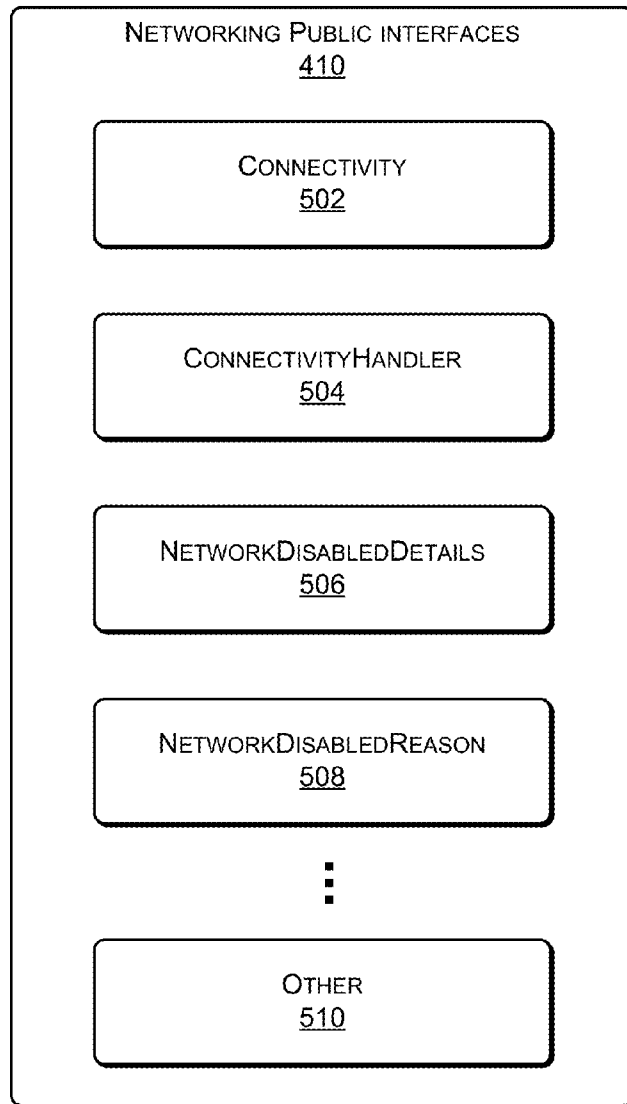 NETWORKING PUBLIC INTERFACES
410
CONNECTIVITY
502
CONNECTIVITYHANDLER
504
NETWORKDISABLEDDETAILS
506
NETWORKDISABLEDREASON
508
OTHER
510